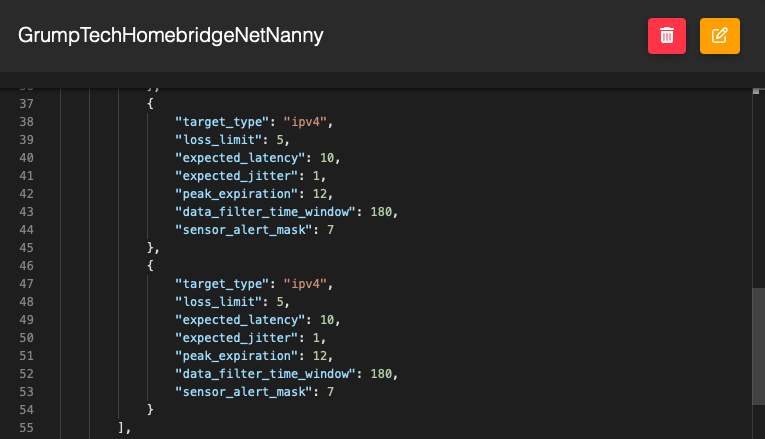 GrumpTechHomebridgeNetNanny
37 {
38 "target_type": "ipv4",
39 "loss_limit": 5,
40 "expected_latency": 10,
41 "expected_jitter": 1,
42 "peak_expiration": 12,
43 "data_filter_time_window": 180,
44 "sensor_alert_mask": 7
45 },
46 {
47 "target_type": "ipv4",
48 "loss_limit": 5,
49 "expected_latency": 10,
50 "expected_jitter": 1,
51 "peak_expiration": 12,
52 "data_filter_time_window": 180,
53 "sensor_alert_mask": 7
54 }
55 ],